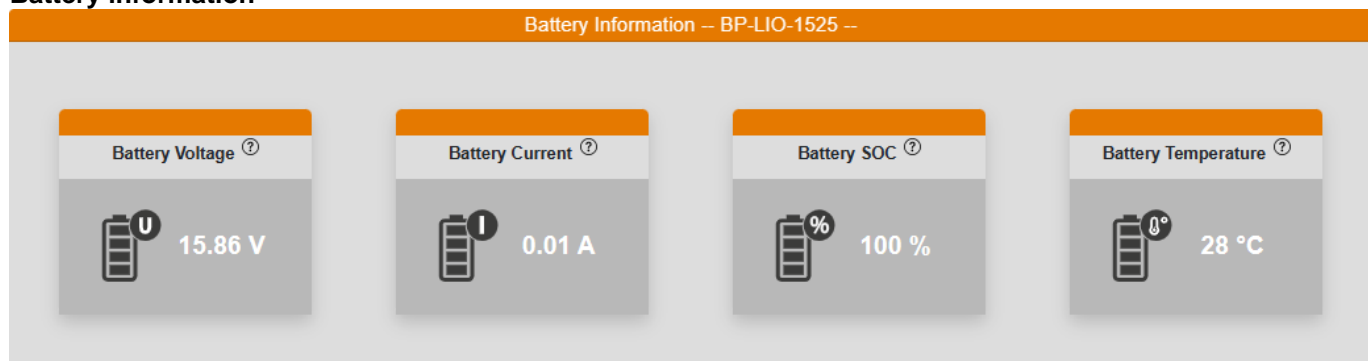 Battery Information
Battery Information -- BP-LIO-1525 --
Battery Voltage ?
Battery Current ?
Battery SOC ?
Battery Temperature ?
U 15.86 V
I 0.01 A
% 100 %
° 28 °C